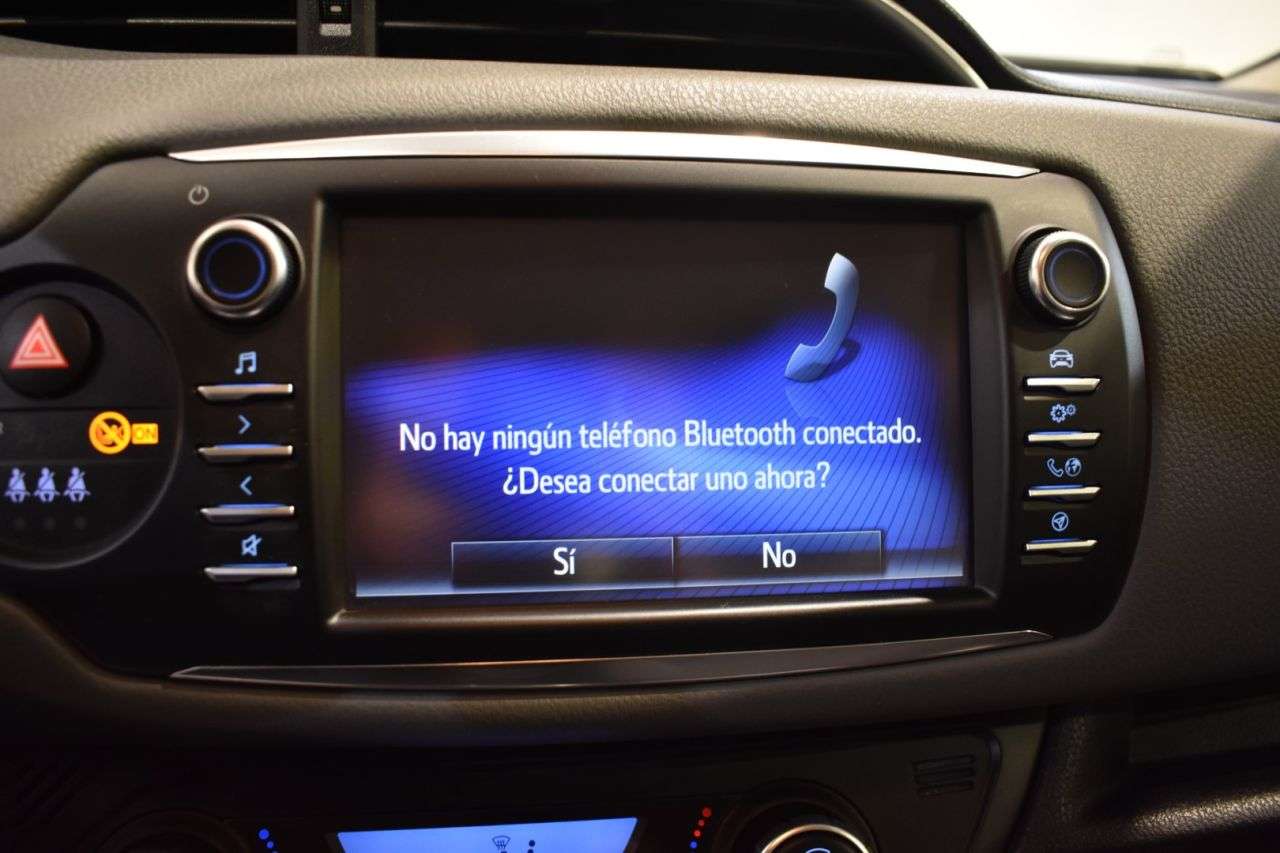 ON
No hay ningún teléfono Bluetooth conectado.
¿Desea conectar uno ahora?
Sí
No